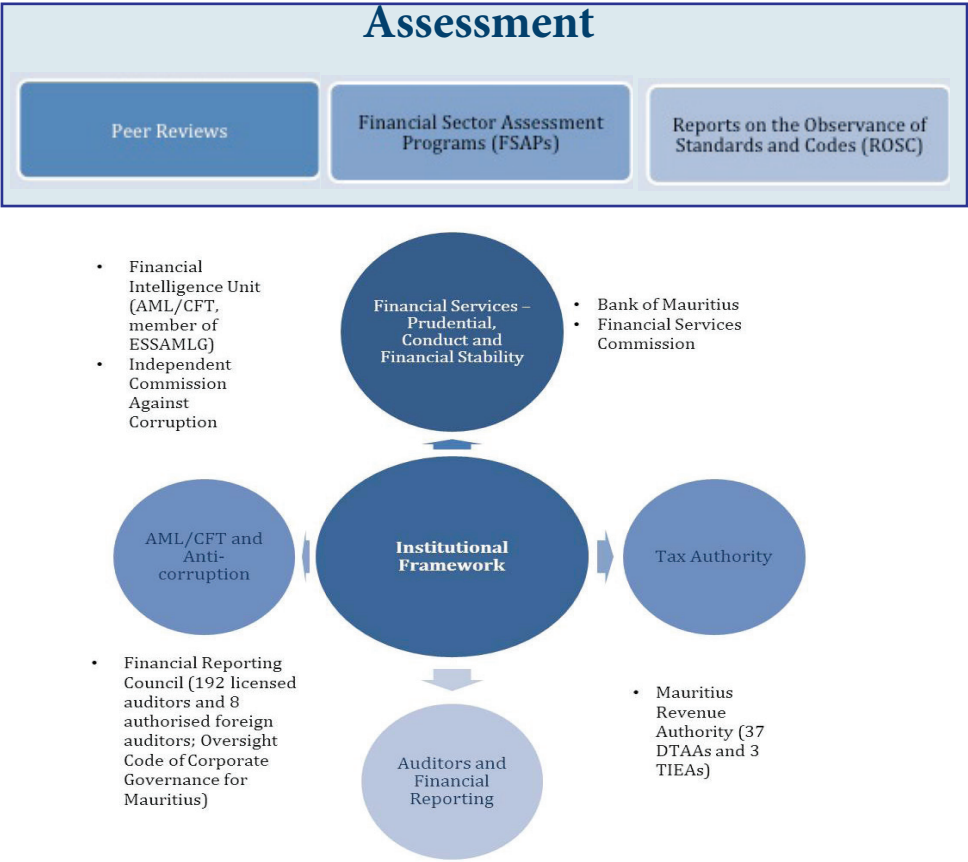 Assessment
Peer Reviews
Financial Sector Assessment
Programs (FSAPs)
Reports on the Observance of
Standards and Codes (ROSC)
• Financial
Intelligence Unit
(AML/CFT,
member of
ESSAMLG)
• Independent
Commission
Against
Corruption
Financial Services –
Prudential,
Conduct and
Financial Stability
• Bank of Mauritius
• Financial Services
Commission
AML/CFT and
Anti-
corruption
Institutional
Framework
Tax Authority
• Financial Reporting
Council (192 licensed
auditors and 8
authorised foreign
auditors; Oversight
Code of Corporate
Governance for
Mauritius)
Auditors and
Financial
Reporting
• Mauritius
Revenue
Authority (37
DTAAs and 3
TIEAs)